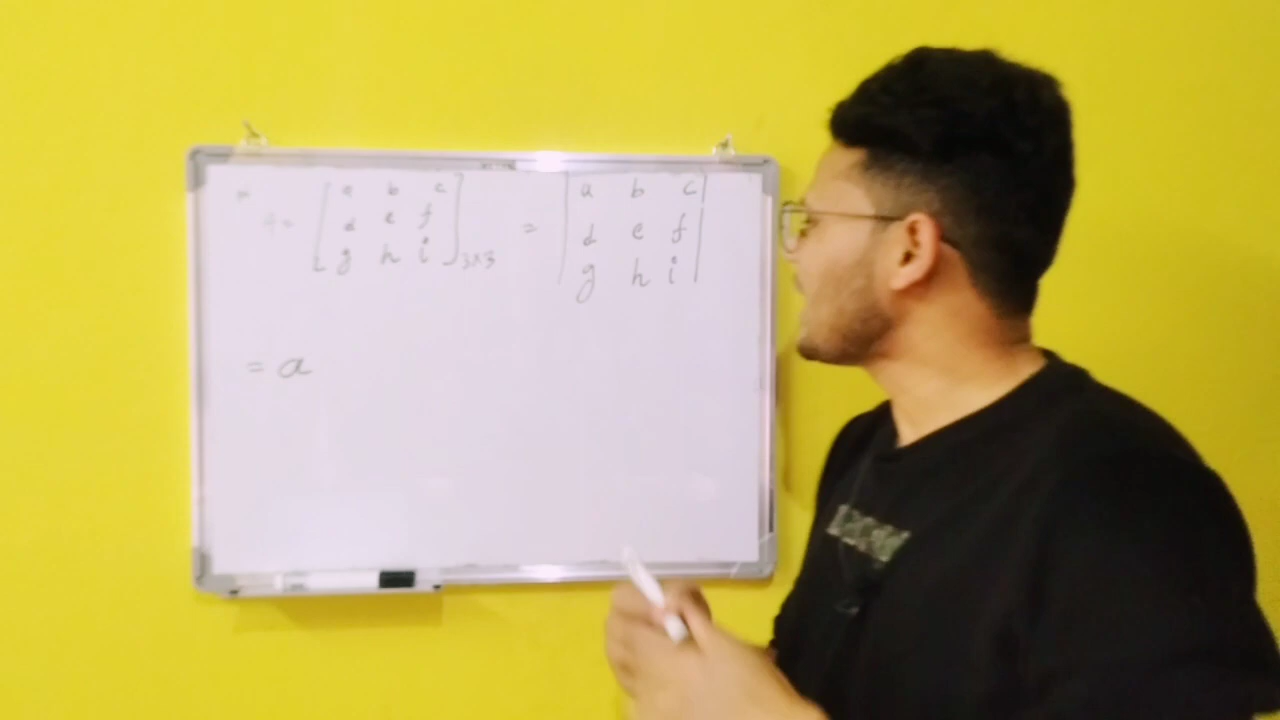 a b c a b c
d e f = d e f
g h i 3x3 g h i
= a